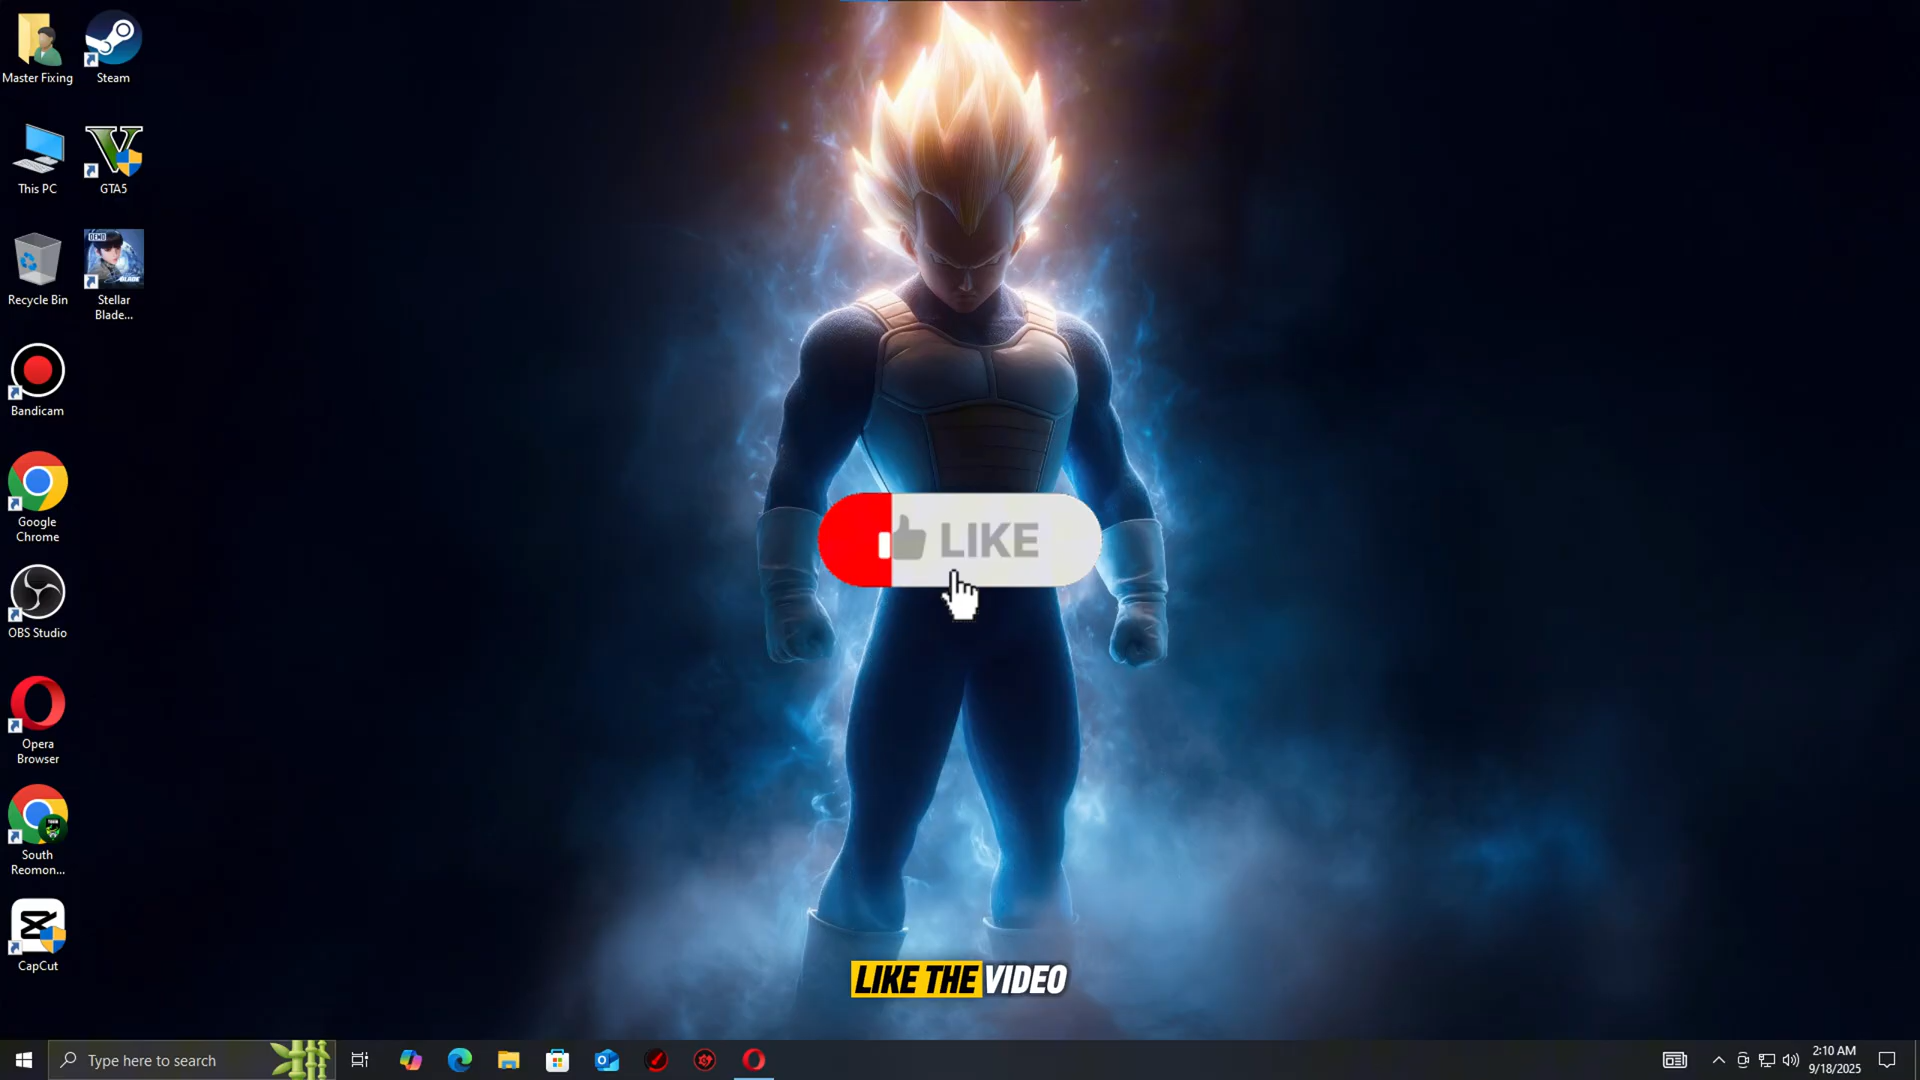 Master Fixing
Steam
This PC
GTA5
Recycle Bin
DEMO
Stellar
Blade...
Bandicam
Google
Chrome
OBS Studio
Opera
Browser
South
Reomon...
CapCut
LIKE
LIKE THE VIDEO
Type here to search
2:10 AM
9/18/2025